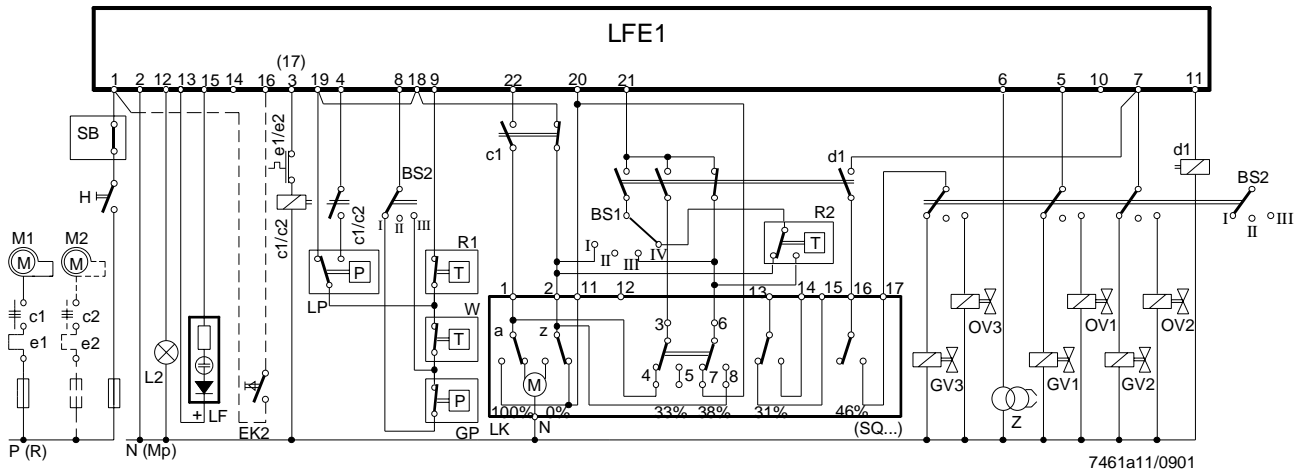 LFE1
(17)
1 2 12 13 15 14 16 3 19 4 8 18 9 22 20 21 6 5 10 7 11
SB
H
e1/e2
c1/c2
c1/c2
BS2
I II III
c1
BS1
I II III IV
d1
R2
T
d1
BS2
I II III
M1 M2
M M
c1 c2
e1 e2
L2
+ LF
EK2
LP
P
R1
T
W
T
GP
P
1 2 11 12 13 14 15 16 17
a z 3 6
4 5 7 8
M
100% 0% 33% 38% 31% 46%
LK N (SQ...)
OV3 OV1 OV2
GV3 GV1 GV2
Z
P (R) N (Mp)
7461a11/0901